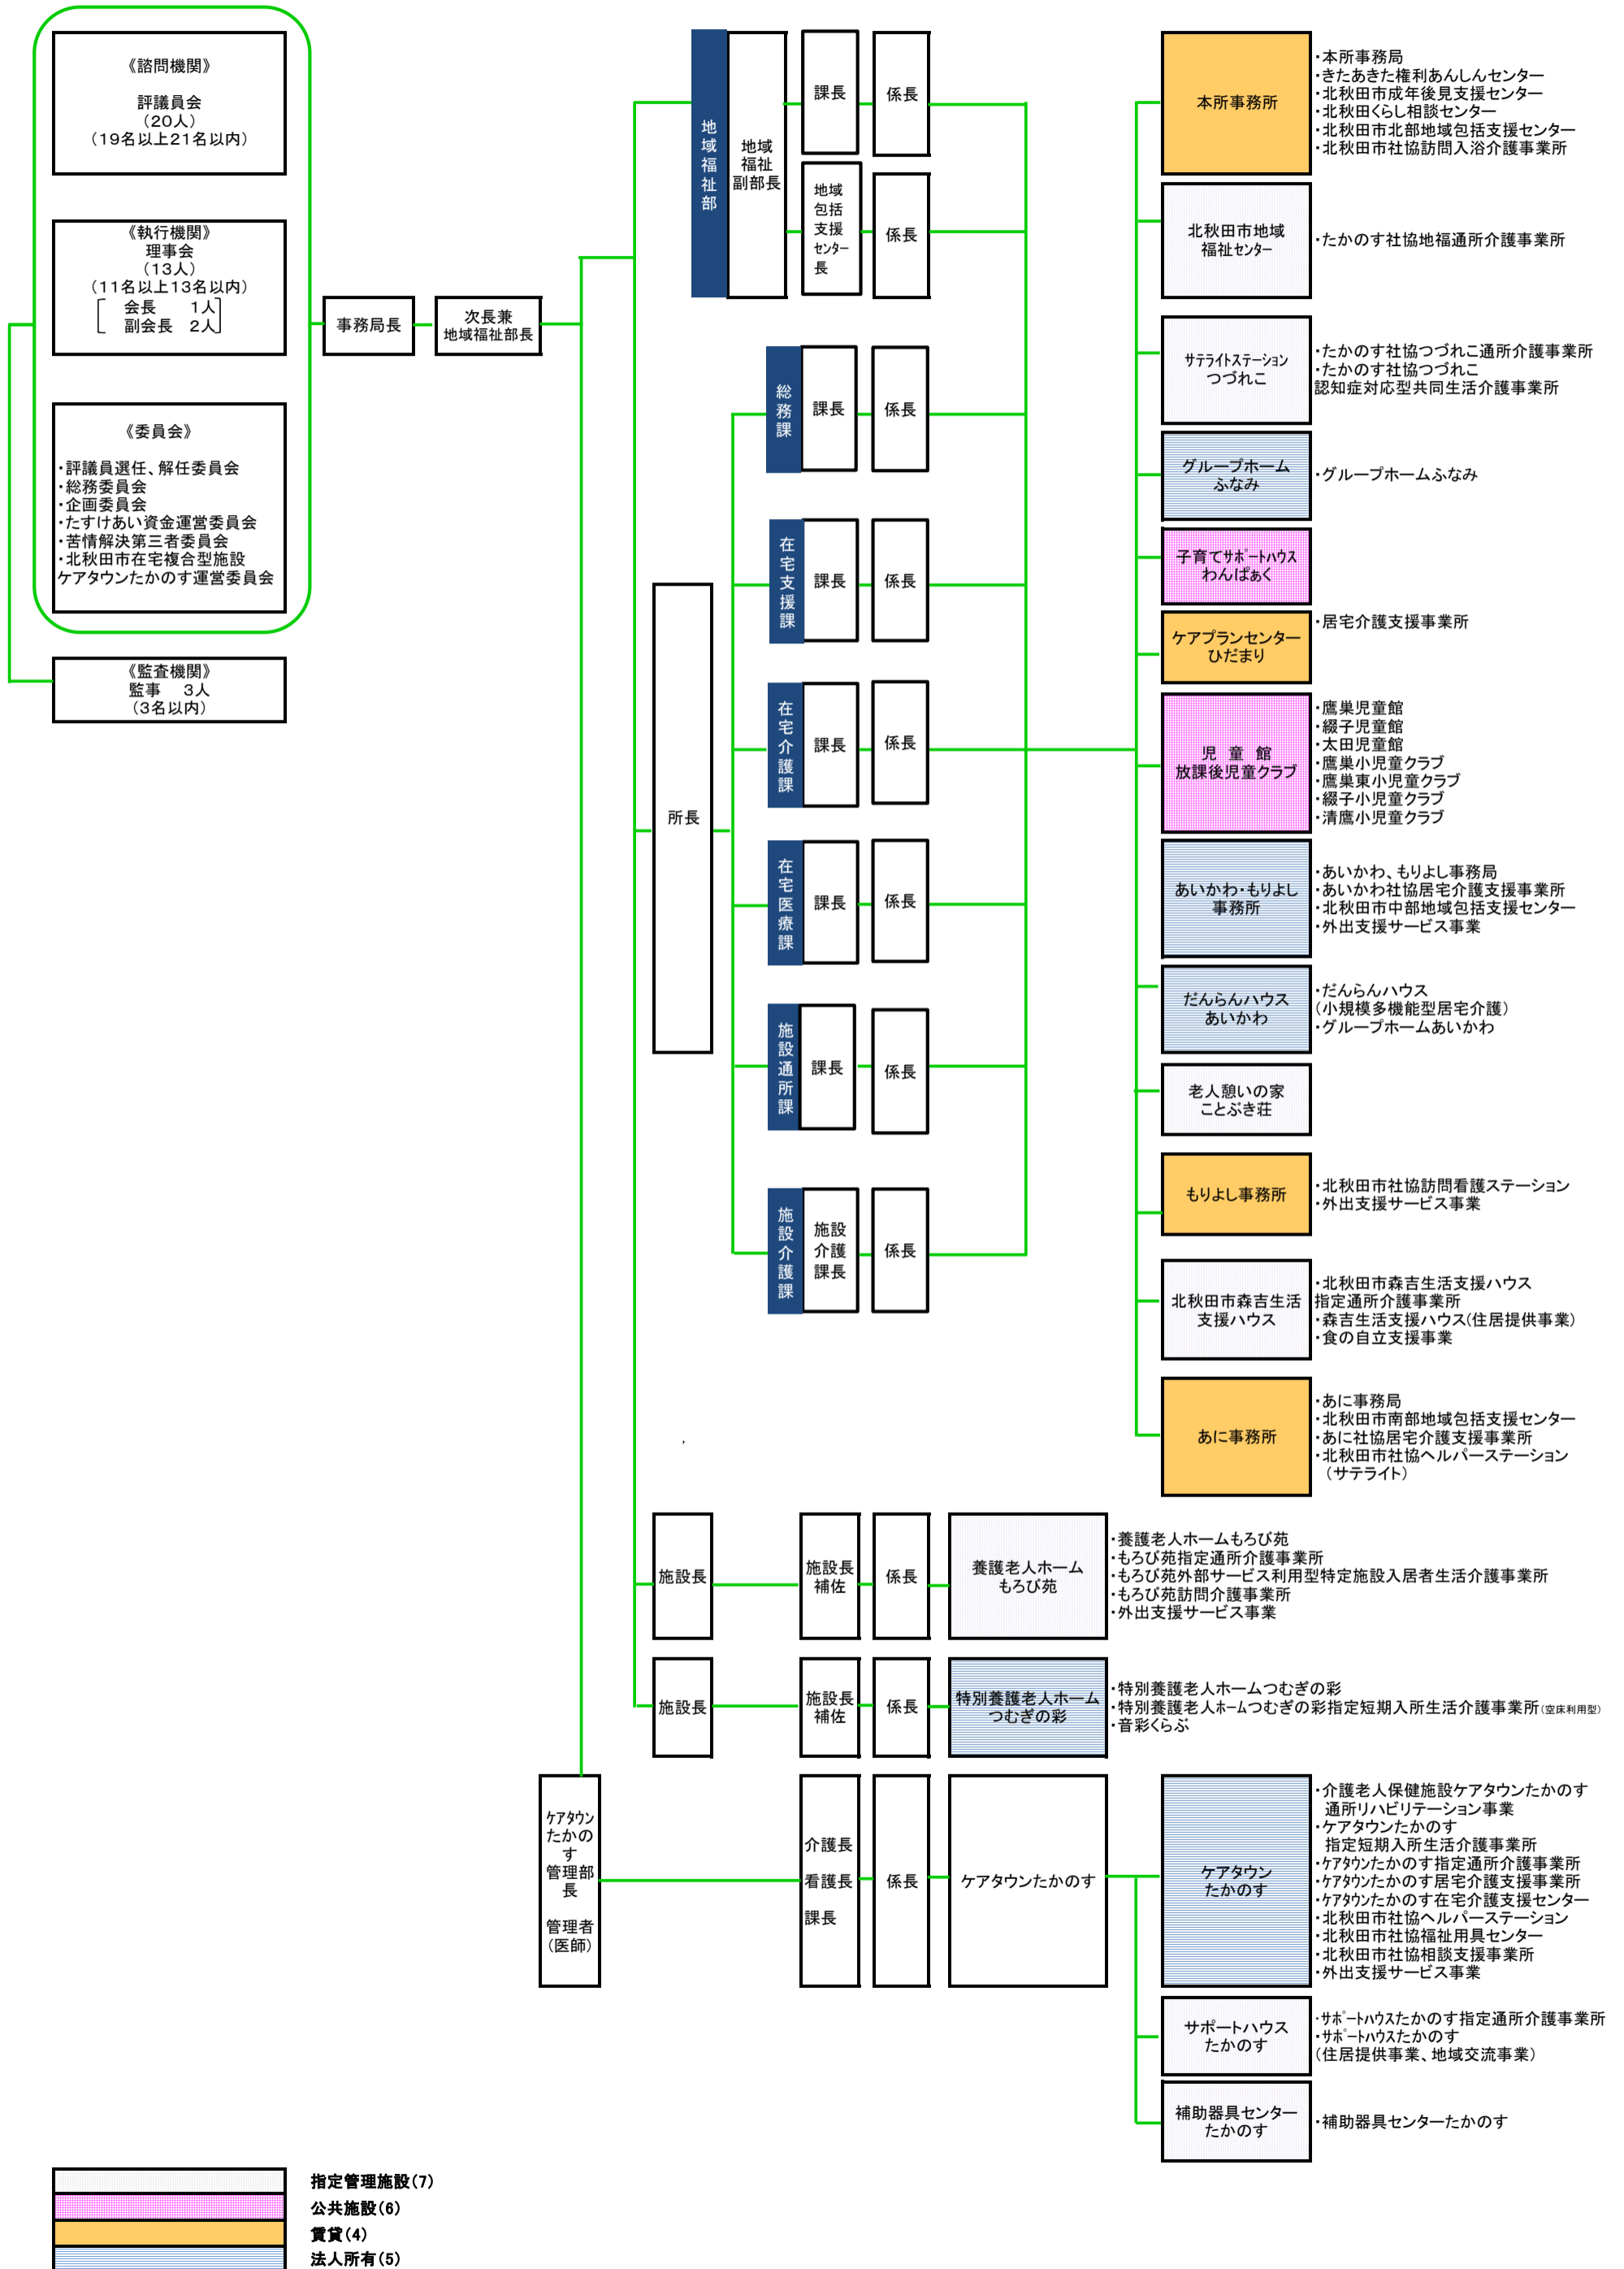 《諮問機関》
評議員会
(20人)
(19名以上21名以内)
《執行機関》
理事会
(13人)
(11名以上13名以内)
会長 1人
副会長 2人
《委員会》
・評議員選任、解任委員会
・総務委員会
・企画委員会
・たすけあい資金運営委員会
・苦情解決第三者委員会
・北秋田市在宅複合型施設
ケアタウンたかのす運営委員会
《監査機関》
監事 3人
(3名以内)
事務局長
次長兼
地域福祉部長
地域福祉部
地域
福祉
副部長
課長
係長
地域
包括
支援
センター
長
係長
所長
総務課
課長
係長
在宅支援課
課長
係長
在宅介護課
課長
係長
在宅医療課
課長
係長
施設通所課
課長
係長
施設介護課
施設
介護
課長
係長
本所事務所
・本所事務局
・きたあきた権利あんしんセンター
・北秋田市成年後見支援センター
・北秋田くらし相談センター
・北秋田市北部地域包括支援センター
・北秋田市社協訪問入浴介護事業所
北秋田市地域
福祉センター
・たかのす社協地福通所介護事業所
サテライトステーション
つづれこ
・たかのす社協つづれこ通所介護事業所
・たかのす社協つづれこ
認知症対応型共同生活介護事業所
グループホーム
ふなみ
・グループホームふなみ
子育てサポートハウス
わんぱぁく
ケアプランセンター
ひだまり
・居宅介護支援事業所
児童館
放課後児童クラブ
・鷹巣児童館
・綴子児童館
・太田児童館
・鷹巣小児童クラブ
・鷹巣東小児童クラブ
・綴子小児童クラブ
・清鷹小児童クラブ
あいかわ・もりよし
事務所
・あいかわ、もりよし事務局
・あいかわ社協居宅介護支援事業所
・北秋田市中部地域包括支援センター
・外出支援サービス事業
だんらんハウス
あいかわ
・だんらんハウス
(小規模多機能型居宅介護)
・グループホームあいかわ
老人憩いの家
ことぶき荘
もりよし事務所
・北秋田市社協訪問看護ステーション
・外出支援サービス事業
北秋田市森吉生活
支援ハウス
・北秋田市森吉生活支援ハウス
指定通所介護事業所
・森吉生活支援ハウス(住居提供事業)
・食の自立支援事業
あに事務所
・あに事務局
・北秋田市南部地域包括支援センター
・あに社協居宅介護支援事業所
・北秋田市社協ヘルパーステーション
(サテライト)
施設長
施設長
補佐
係長
養護老人ホーム
もろび苑
・養護老人ホームもろび苑
・もろび苑指定通所介護事業所
・もろび苑外部サービス利用型特定施設入居者生活介護事業所
・もろび苑訪問介護事業所
・外出支援サービス事業
施設長
施設長
補佐
係長
特別養護老人ホーム
つむぎの彩
・特別養護老人ホームつむぎの彩
・特別養護老人ホームつむぎの彩指定短期入所生活介護事業所(空床利用型)
・音彩くらぶ
ケアタウン
たかの
す
管理部
長
管理者
(医師)
介護長
看護長
課長
係長
ケアタウンたかのす
ケアタウン
たかのす
・介護老人保健施設ケアタウンたかのす
通所リハビリテーション事業
・ケアタウンたかのす
指定短期入所生活介護事業所
・ケアタウンたかのす指定通所介護事業所
・ケアタウンたかのす居宅介護支援事業所
・ケアタウンたかのす在宅介護支援センター
・北秋田市社協ヘルパーステーション
・北秋田市社協福祉用具センター
・北秋田市社協相談支援事業所
・外出支援サービス事業
サポートハウス
たかのす
・サポートハウスたかのす指定通所介護事業所
・サポートハウスたかのす
(住居提供事業、地域交流事業)
補助器具センター
たかのす
・補助器具センターたかのす
指定管理施設(7)
公共施設(6)
賃貸(4)
法人所有(5)